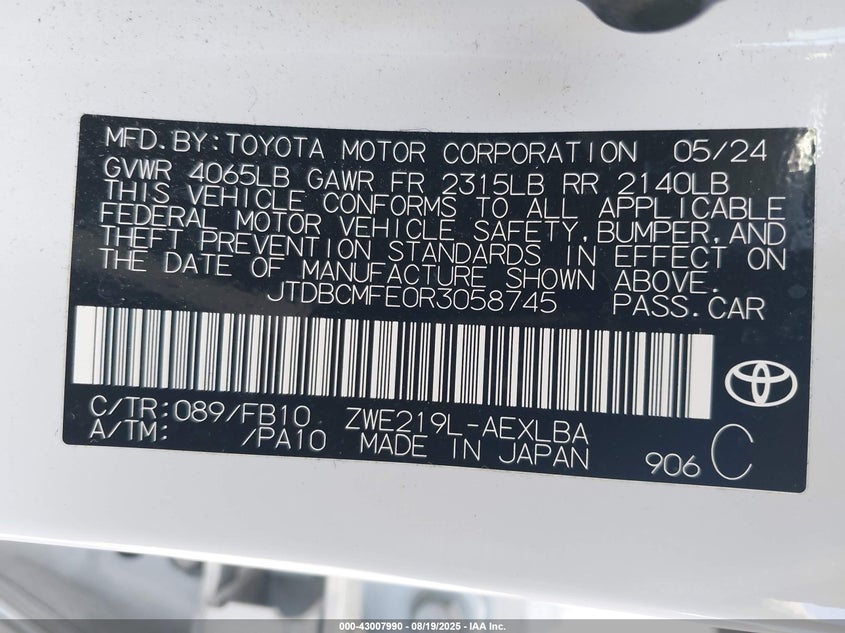 MFD.BY:TOYOTA MOTOR CORPORATION 05/24
GVWR 4065LB GAWR FR 2315LB RR 2140LB
THIS VEHICLE CONFORMS TO ALL APPLICABLE
FEDERAL MOTOR VEHICLE SAFETY,BUMPER,AND
THEFT PREVENTION STANDARDS IN EFFECT ON
THE DATE OF MANUFACTURE SHOWN ABOVE.
JTDBCMFE0R3058745 PASS.CAR
C/TR:089/FB10 ZWE219L-AEXLBA
A/TM: /PA10 MADE IN JAPAN 906 C
000-43007990 - 08/19/2025 - IAA Inc.